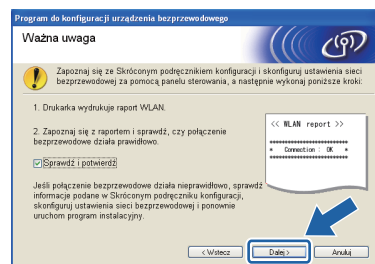 Program do konfiguracji urządzenia bezprzewodowego
Ważna uwaga
Zapoznaj się ze Skróconym podręcznikiem konfiguracji i skonfiguruj ustawienia sieci
bezprzewodowej za pomocą panelu sterowania, a następnie wykonaj poniższe kroki:
1. Drukarka wydrukuje raport WLAN.
2. Zapoznaj się z raportem i sprawdź, czy połączenie
bezprzewodowe działa prawidłowo.
Sprawdź i potwierdź
<< WLAN report >>
********************
* Connection : OK *
********************
Jeśli połączenie bezprzewodowe działa nieprawidłowo, sprawdź
informacje podane w Skróconym podręczniku konfiguracji,
skonfiguruj ustawienia sieci bezprzewodowej i ponownie
uruchom program instalacyjny.
< Wstecz
Dalej >
Anuluj